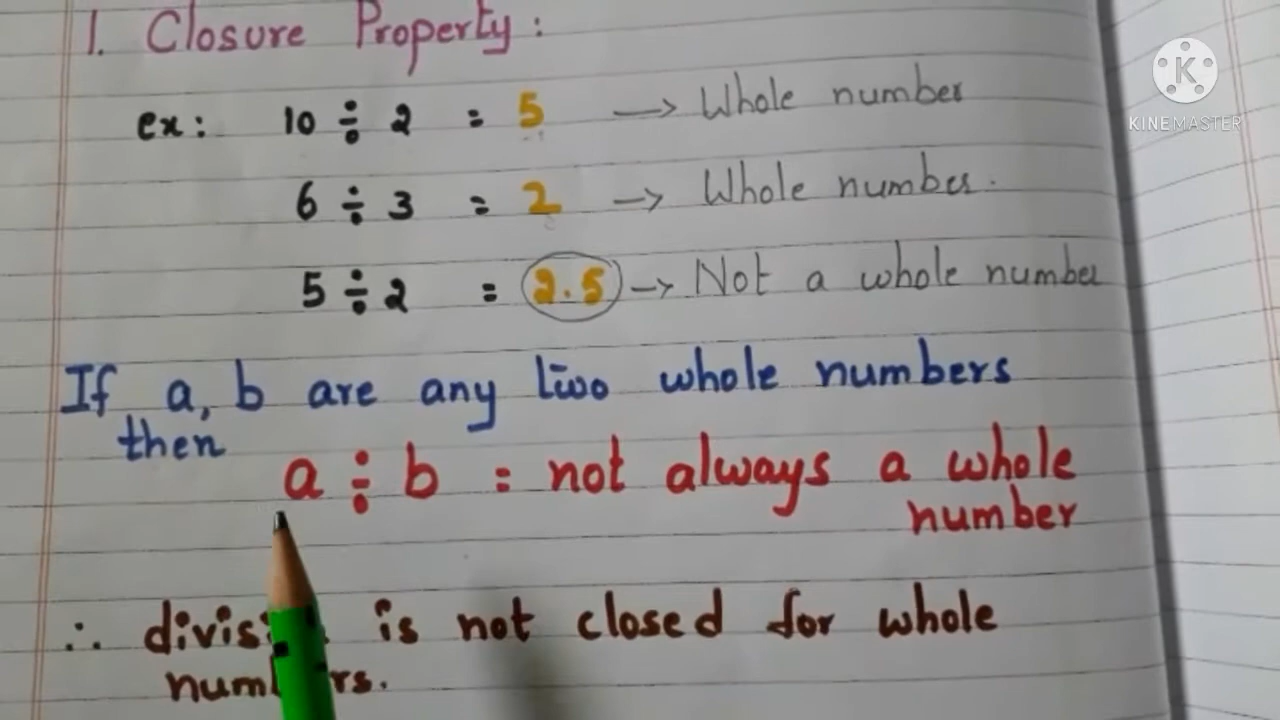 1. Closure Property:
ex: 10 ÷ 2 = 5 → Whole number
6 ÷ 3 = 2 → Whole number.
5 ÷ 2 = 2.5 → Not a whole number
If a, b are any two whole numbers
then
a ÷ b = not always a whole
number
∴ is not closed for whole
KINEMASTER